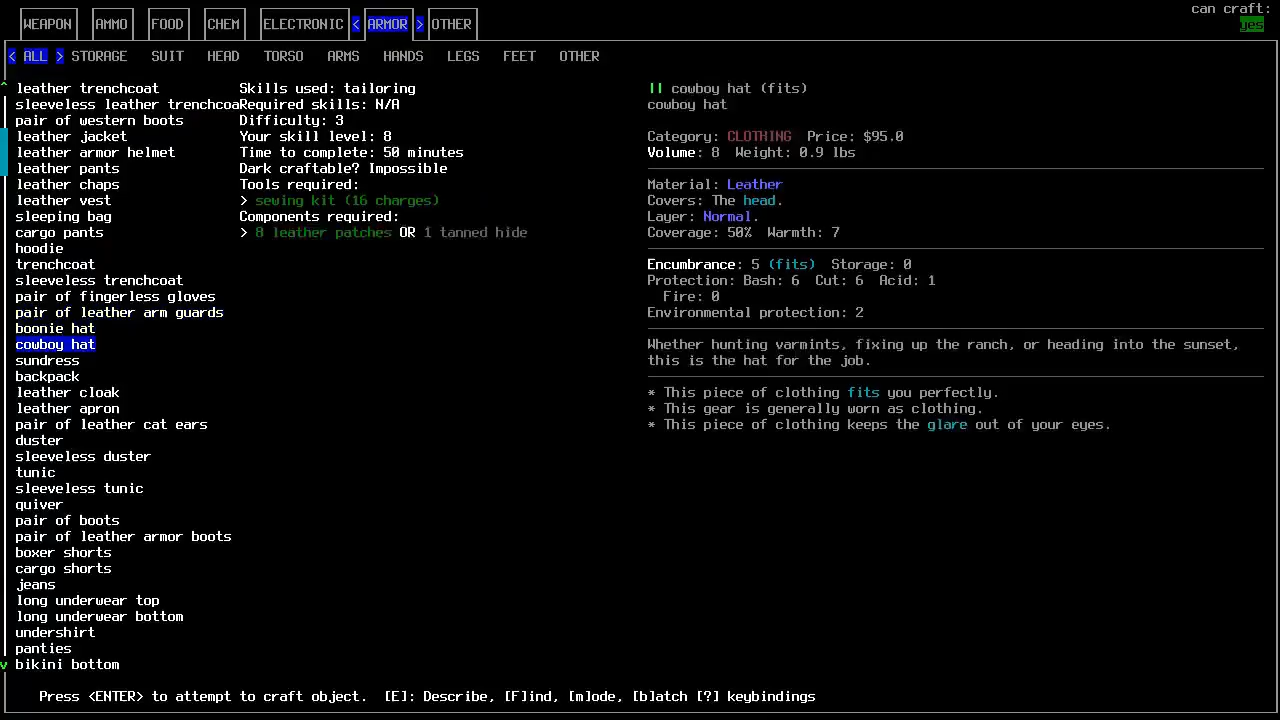 can craft:
WEAPON AMMO FOOD CHEM ELECTRONIC < ARMOR > OTHER yes
< ALL > STORAGE SUIT HEAD TORSO ARMS HANDS LEGS FEET OTHER
^ leather trenchcoat Skills used: tailoring || cowboy hat (fits)
sleeveless leather trenchcoaRequired skills: N/A cowboy hat
pair of western boots Difficulty: 3
leather jacket Your skill level: 8 Category: CLOTHING Price: $95.0
leather armor helmet Time to complete: 50 minutes Volume: 8 Weight: 0.9 lbs
leather pants Dark craftable? Impossible
leather chaps Tools required: Material: Leather
leather vest > sewing kit (16 charges) Covers: The head.
sleeping bag Components required: Layer: Normal.
cargo pants > 8 leather patches OR 1 tanned hide Coverage: 50% Warmth: 7
hoodie
trenchcoat Encumbrance: 5 (fits) Storage: 0
sleeveless trenchcoat Protection: Bash: 6 Cut: 6 Acid: 1
pair of fingerless gloves Fire: 0
pair of leather arm guards Environmental protection: 2
boonie hat
cowboy hat Whether hunting varmints, fixing up the ranch, or heading into the sunset,
sundress this is the hat for the job.
backpack
leather cloak * This piece of clothing fits you perfectly.
leather apron * This gear is generally worn as clothing.
pair of leather cat ears * This piece of clothing keeps the glare out of your eyes.
duster
sleeveless duster
tunic
sleeveless tunic
quiver
pair of boots
pair of leather armor boots
boxer shorts
cargo shorts
jeans
long underwear top
long underwear bottom
undershirt
panties
v bikini bottom
Press <ENTER> to attempt to craft object. [E]: Describe, [F]ind, [m]ode, [b]atch [?] keybindings